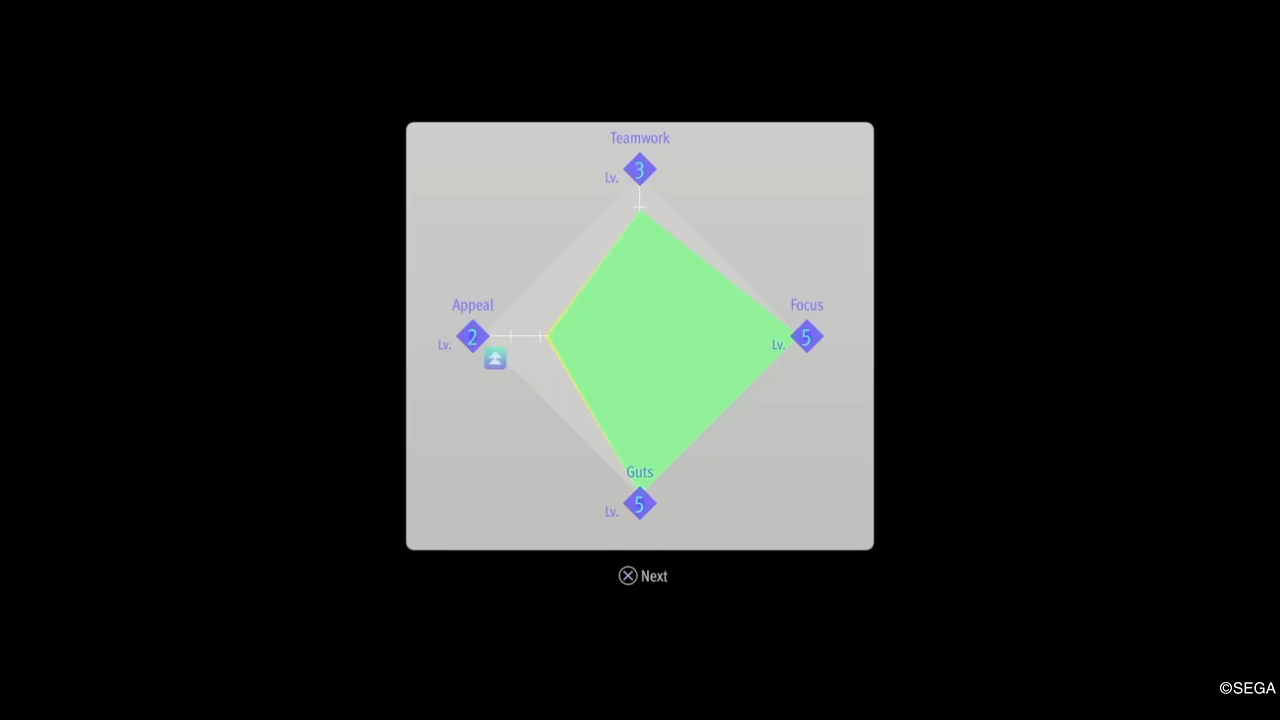 Teamwork
Lv. 3
Appeal
Lv. 2
Focus
Lv. 5
Guts
Lv. 5
Next
©SEGA